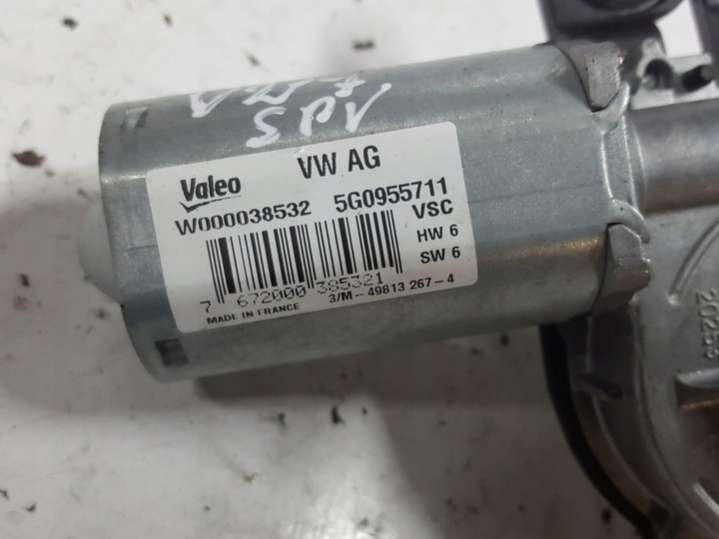 Valeo VW AG
W000038532 5G0955711
VSC
HW 6
SW 6
7 672000 385321
3/M-49813 267-4
MADE IN FRANCE